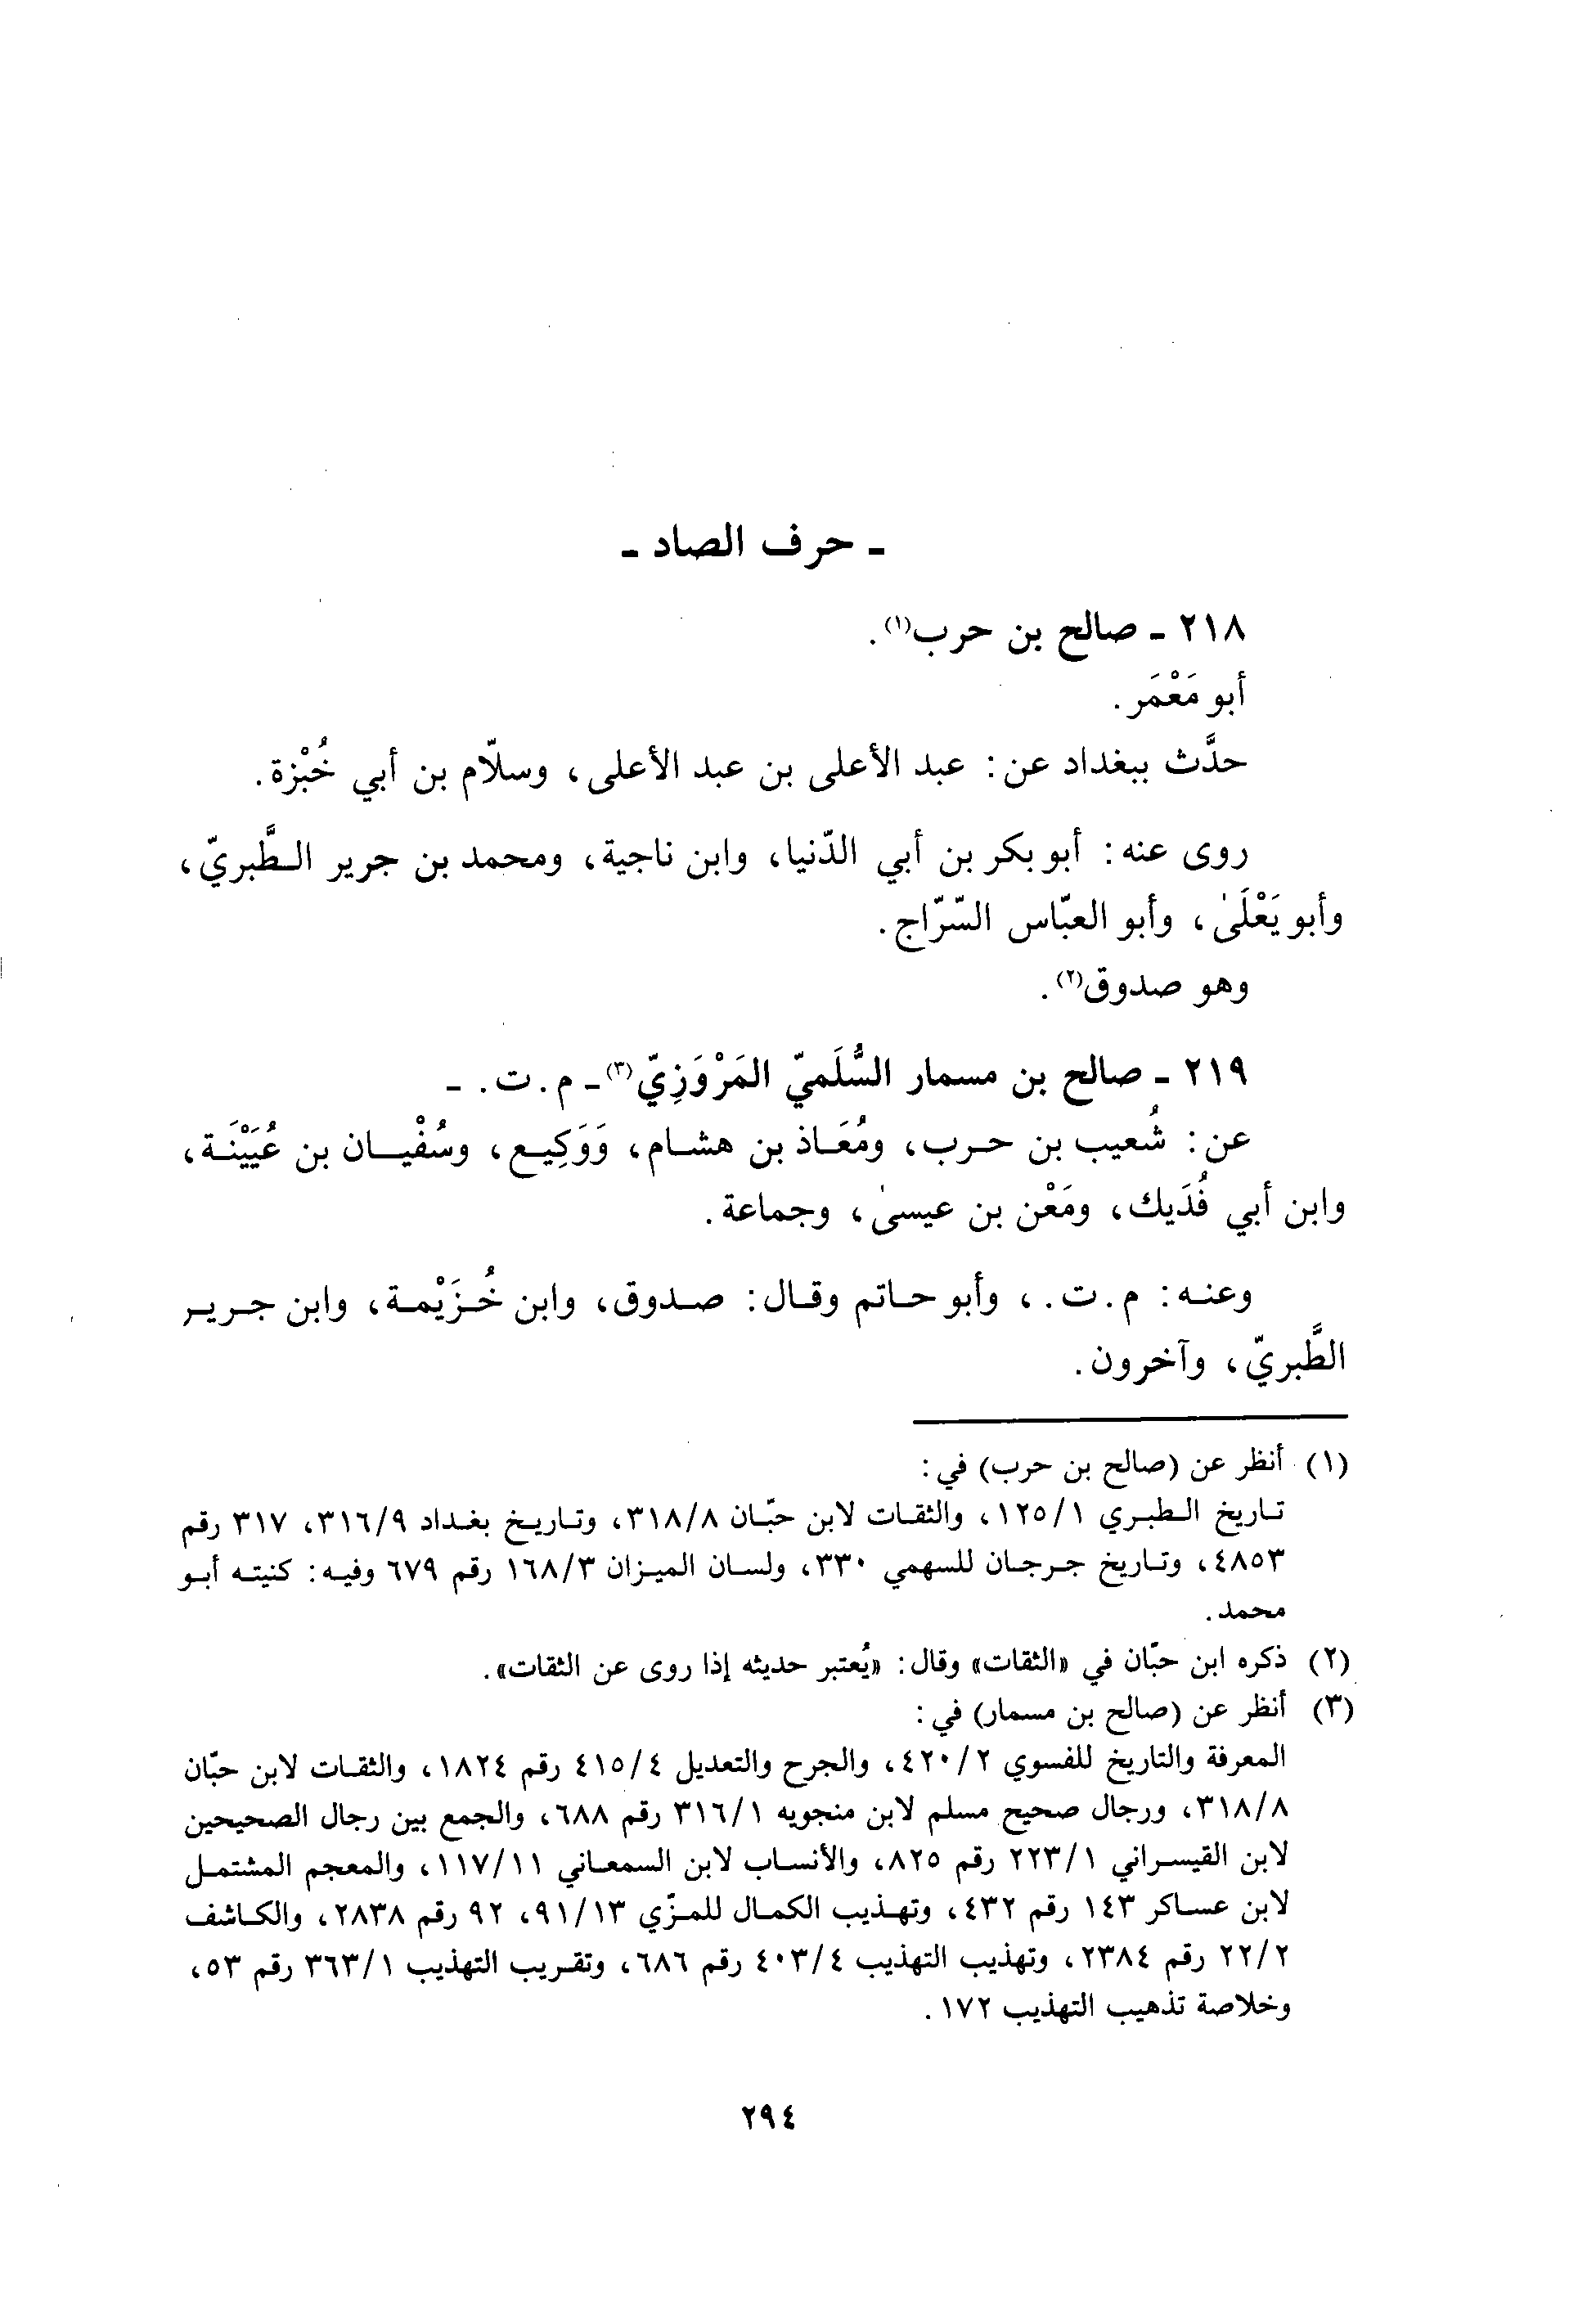 ـ حرف الصاد ـ
٢١٨ ـ صالح بن حرب(١).
أبو مَعْمَر.
حدَّث ببغداد عن: عبد الأعلى بن عبد الأعلى، وسلاّم بن أبي خُبْزة.
روى عنه: أبو بكر بن أبي الدّنيا، وابن ناجية، ومحمد بن جرير الطَّبريّ،
وأبو يَعْلَىٰ، وأبو العبّاس السّرّاج.
وهو صدوق(٢).
٢١٩ ـ صالح بن مسمار السُّلَميّ المَرْوَزِيّ(٣) ـ م. ت. ـ
عن: شُعيب بن حرب، ومُعَاذ بن هشام، وَوَكِيع، وسُفْيان بن عُيَيْنَة،
وابن أبي فُدَيك، ومَعْن بن عيسىٰ، وجماعة.
وعنه: م. ت.، وأبو حاتم وقال: صدوق، وابن خُزَيْمة، وابن جرير
الطَّبريّ، وآخرون.
(١) أنظر عن (صالح بن حرب) في:
تاريخ الطبري ١٢٥/١، والثقات لابن حبّان ٣١٨/٨، وتاريخ بغداد ٣١٦/٩، ٣١٧ رقم
٤٨٥٣، وتاريخ جرجان للسهمي ٣٣٠، ولسان الميزان ١٦٨/٣ رقم ٦٧٩ وفيه: كنيته أبو
محمد.
(٢) ذكره ابن حبّان في «الثقات» وقال: «يُعتبر حديثه إذا روى عن الثقات».
(٣) أنظر عن (صالح بن مسمار) في:
المعرفة والتاريخ للفسوي ٤٢٠/٢، والجرح والتعديل ٤١٥/٤ رقم ١٨٢٤، والثقات لابن حبّان
٣١٨/٨، ورجال صحيح مسلم لابن منجويه ٣١٦/١ رقم ٦٨٨، والجمع بين رجال الصحيحين
لابن القيسراني ٢٢٣/١ رقم ٨٢٥، والأنساب لابن السمعاني ١١٧/١١، والمعجم المشتمل
لابن عساكر ١٤٣ رقم ٤٣٢، وتهذيب الكمال للمزّي ٩١/١٣، ٩٢ رقم ٢٨٣٨، والكاشف
٢٢/٢ رقم ٢٣٨٤، وتهذيب التهذيب ٤٠٣/٤ رقم ٦٨٦، وتقريب التهذيب ٣٦٣/١ رقم ٥٣،
وخلاصة تذهيب التهذيب ١٧٢.
٢٩٤